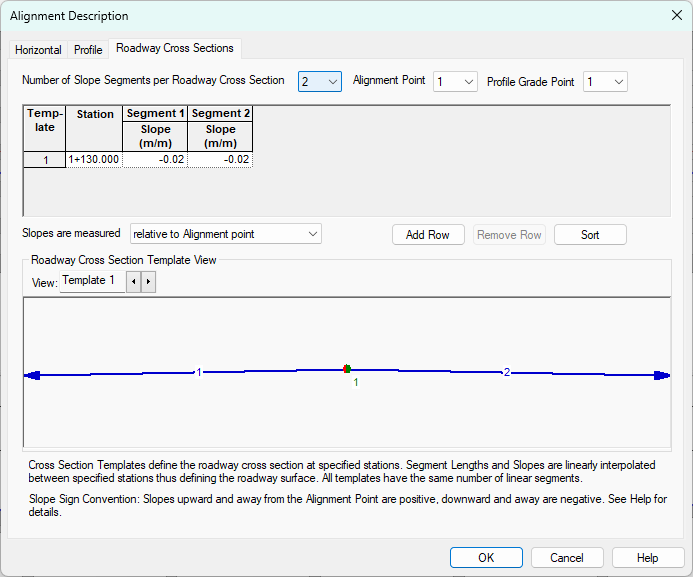 Alignment Description
Horizontal Profile Roadway Cross Sections
Number of Slope Segments per Roadway Cross Section 2 Alignment Point 1 Profile Grade Point 1
Temp- Station Segment 1 Segment 2
late Slope Slope
(m/m) (m/m)
1 1+130.000 -0.02 -0.02
Slopes are measured relative to Alignment point Add Row Remove Row Sort
Roadway Cross Section Template View
View: Template 1
1 2
1
Cross Section Templates define the roadway cross section at specified stations. Segment Lengths and Slopes are linearly interpolated
between specified stations thus defining the roadway surface. All templates have the same number of linear segments.
Slope Sign Convention: Slopes upward and away from the Alignment Point are positive, downward and away are negative. See Help for
details.
OK Cancel Help